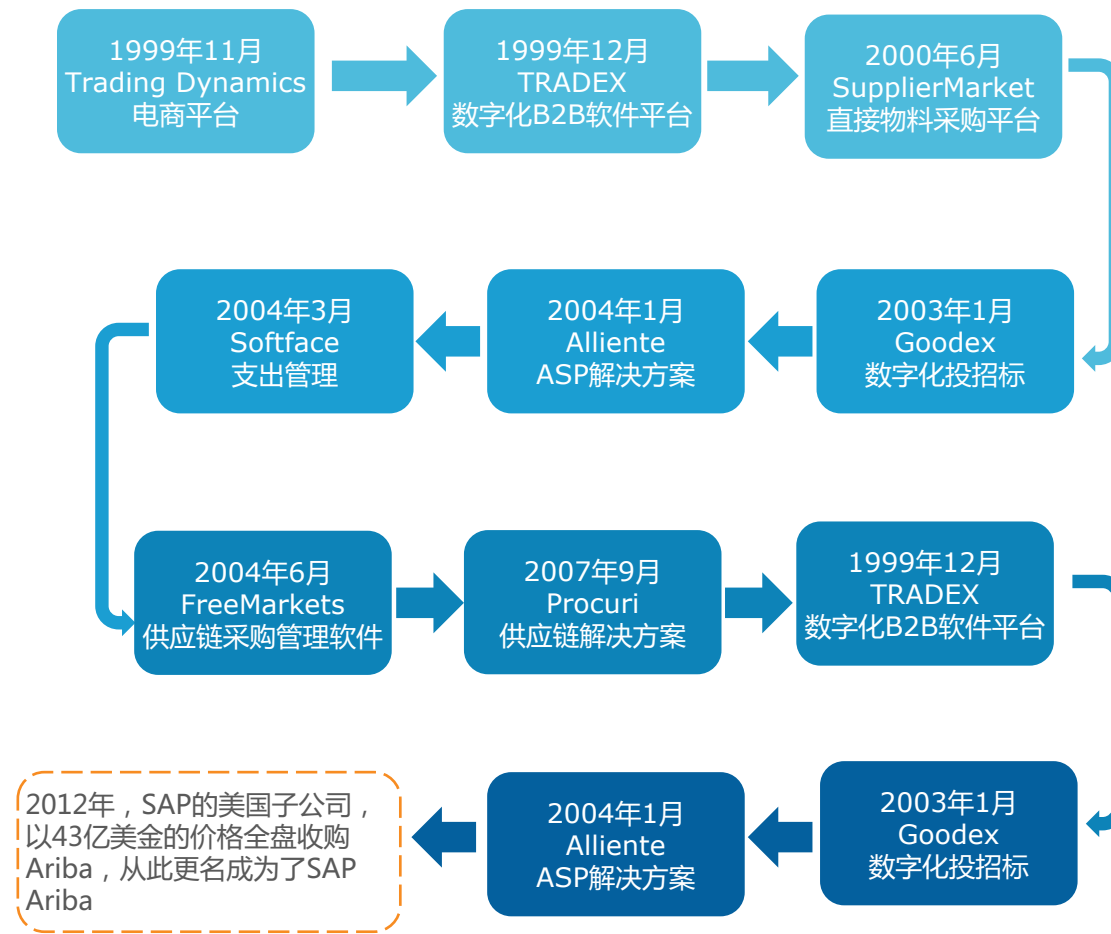 1999年11月
Trading Dynamics
电商平台
1999年12月
TRADEX
数字化B2B软件平台
2000年6月
SupplierMarket
直接物料采购平台
2003年1月
Goodex
数字化投招标
2004年1月
Alliente
ASP解决方案
2004年3月
Softface
支出管理
2004年6月
FreeMarkets
供应链采购管理软件
2007年9月
Procuri
供应链解决方案
1999年12月
TRADEX
数字化B2B软件平台
2003年1月
Goodex
数字化投招标
2004年1月
Alliente
ASP解决方案
2012年，SAP的美国子公司，
以43亿美金的价格全盘收购
Ariba，从此更名成为了SAP
Ariba